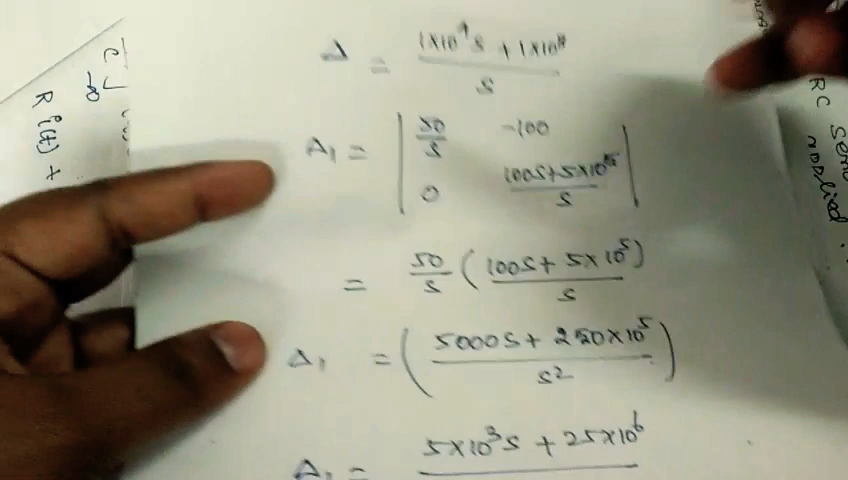 Δ = (1×10⁴s + 1×10⁸) / s
Δ₁ = | 50/s  -100 |
| 0  (100s+5×10⁵)/s |
= 50/s ( (100s + 5×10⁵) / s )
Δ₁ = ( (5000s + 250×10⁵) / s² )
Δ₁ = 5×10³s + 25×10⁶
R i(t) +
RC